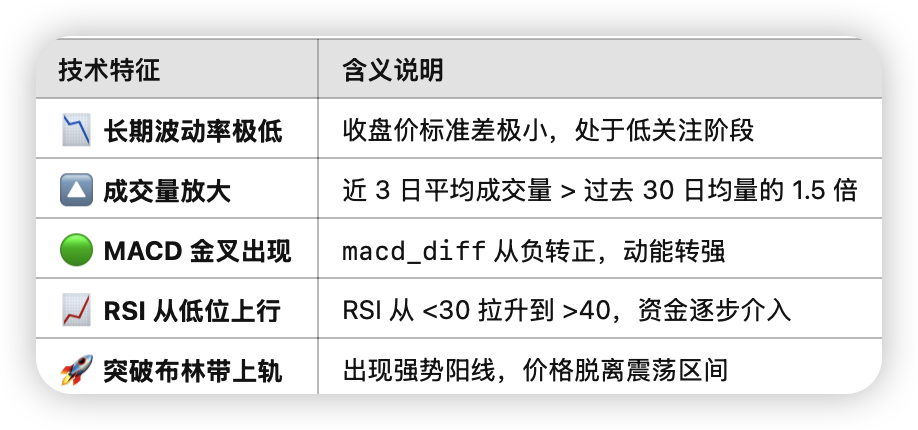 技术特征 含义说明
📉 长期波动率极低 收盘价标准差极小，处于低关注阶段
🔼 成交量放大 近 3 日平均成交量 > 过去 30 日均量的 1.5 倍
🟢 MACD 金叉出现 macd_diff 从负转正，动能转强
📈 RSI 从低位上行 RSI 从 <30 拉升到 >40，资金逐步介入
🚀 突破布林带上轨 出现强势阳线，价格脱离震荡区间